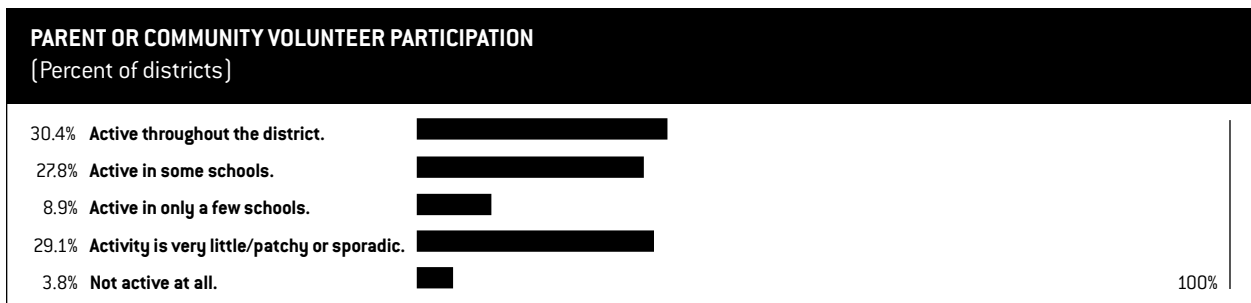 PARENT OR COMMUNITY VOLUNTEER PARTICIPATION
(Percent of districts)
30.4% Active throughout the district.
27.8% Active in some schools.
8.9% Active in only a few schools.
29.1% Activity is very little/patchy or sporadic.
3.8% Not active at all.
100%